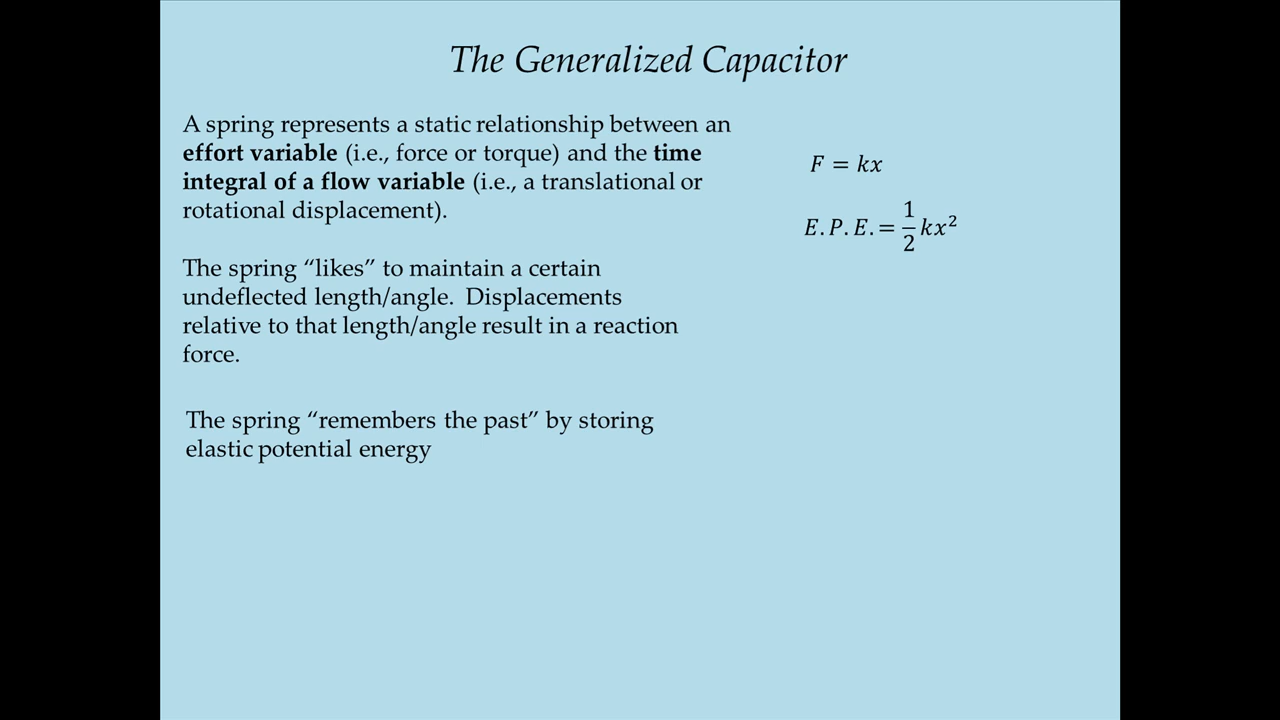 The Generalized Capacitor
A spring represents a static relationship between an
effort variable (i.e., force or torque) and the time
integral of a flow variable (i.e., a translational or
rotational displacement).
The spring “likes” to maintain a certain
undeflected length/angle.  Displacements
relative to that length/angle result in a reaction
force.
The spring “remembers the past” by storing
elastic potential energy
F = kx
E.P.E. = 1/2 kx²